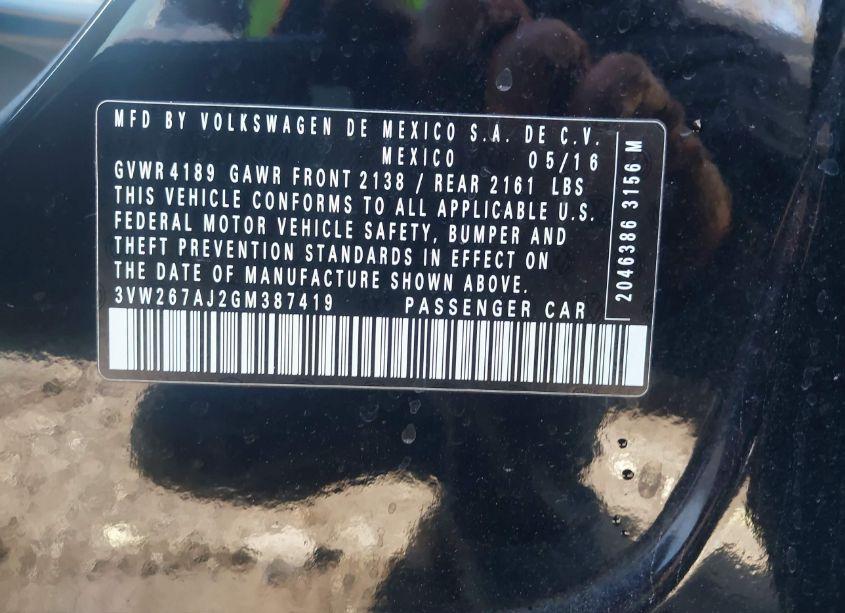 MFD BY VOLKSWAGEN DE MEXICO S.A. DE C.V.
MEXICO 05/16
GVWR 4189 GAWR FRONT 2138 / REAR 2161 LBS
THIS VEHICLE CONFORMS TO ALL APPLICABLE U.S.
FEDERAL MOTOR VEHICLE SAFETY, BUMPER AND
THEFT PREVENTION STANDARDS IN EFFECT ON
THE DATE OF MANUFACTURE SHOWN ABOVE.
3VW267AJ2GM387419 PASSENGER CAR
2046386 3156 M